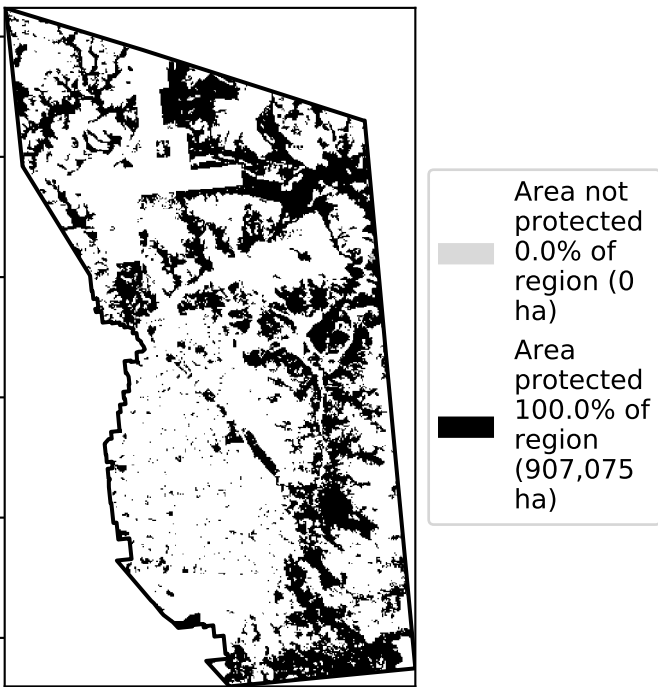 Area not
protected
0.0% of
region (0
ha)
Area
protected
100.0% of
region
(907,075
ha)